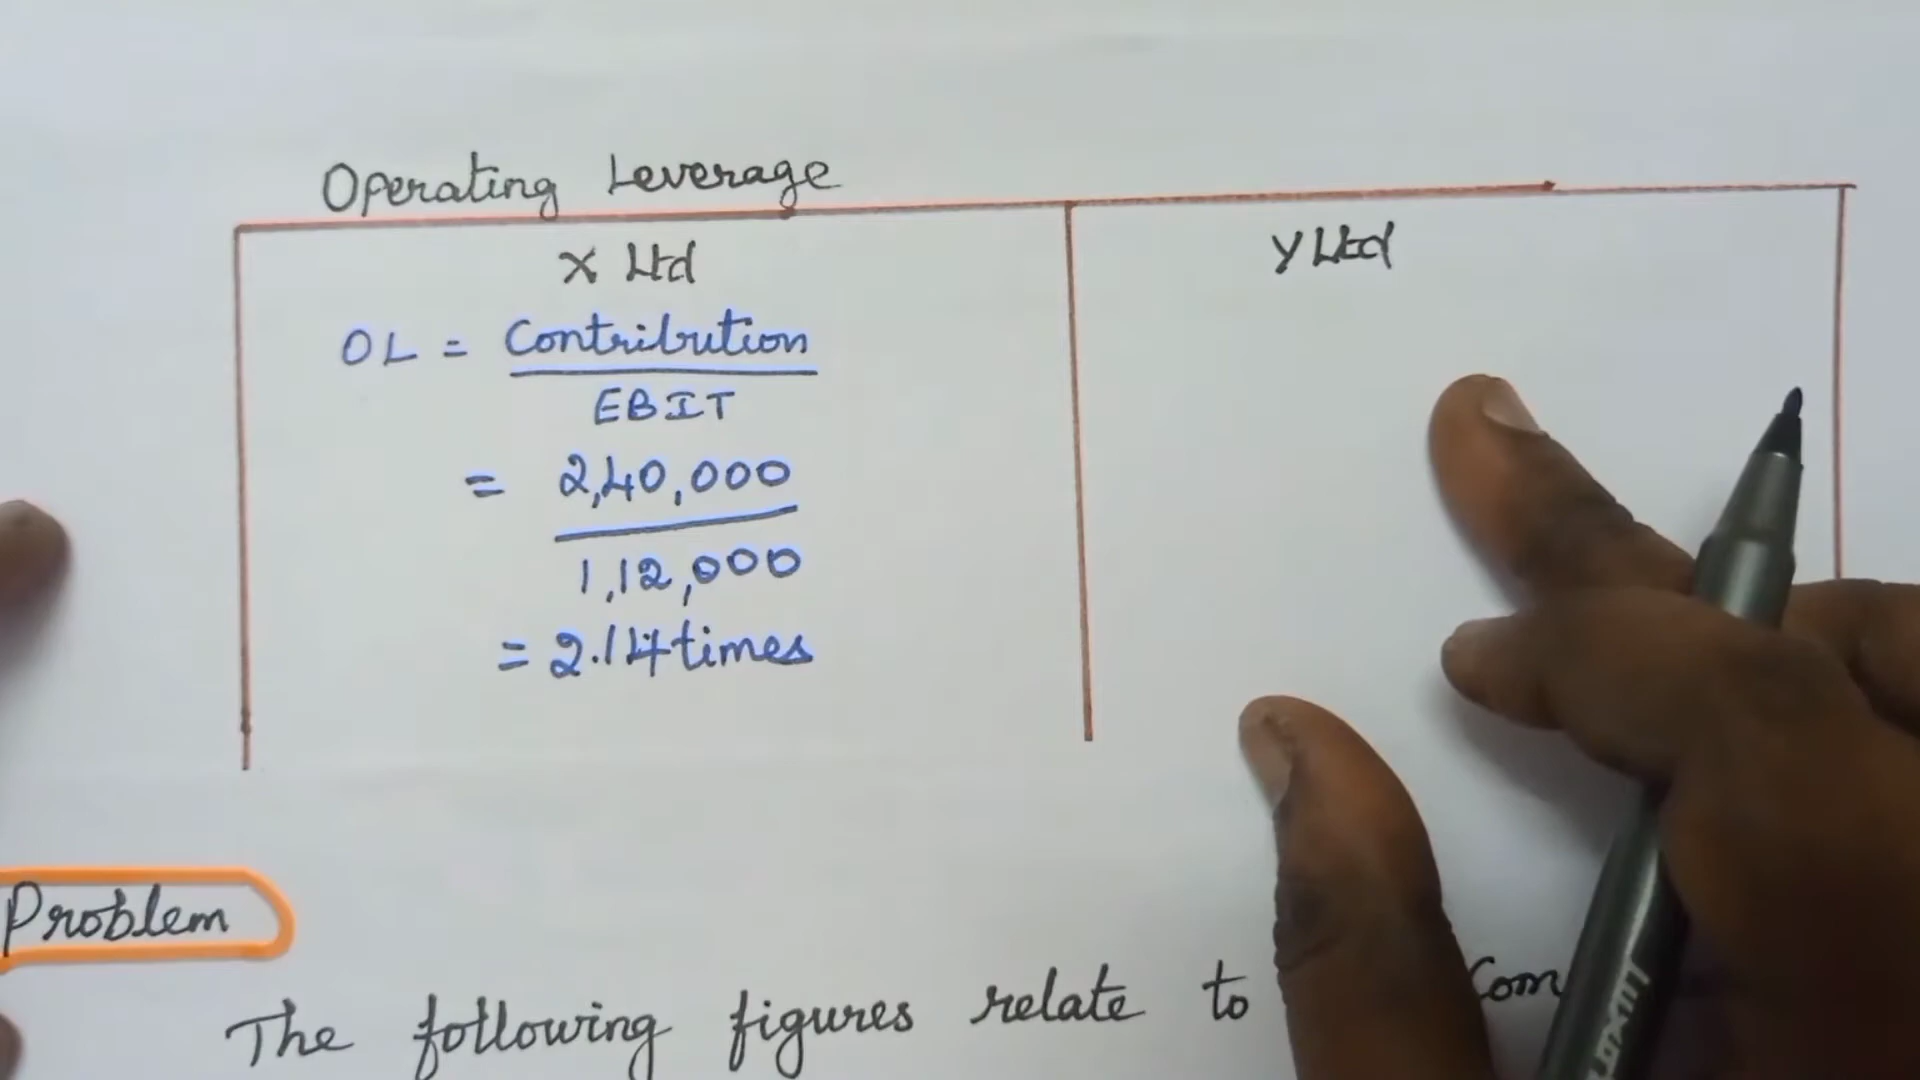 Operating Leverage
X Ltd
Y Ltd
OL = Contribution
EBIT
= 2,40,000
1,12,000
= 2.14 times
Problem
The following figures relate to